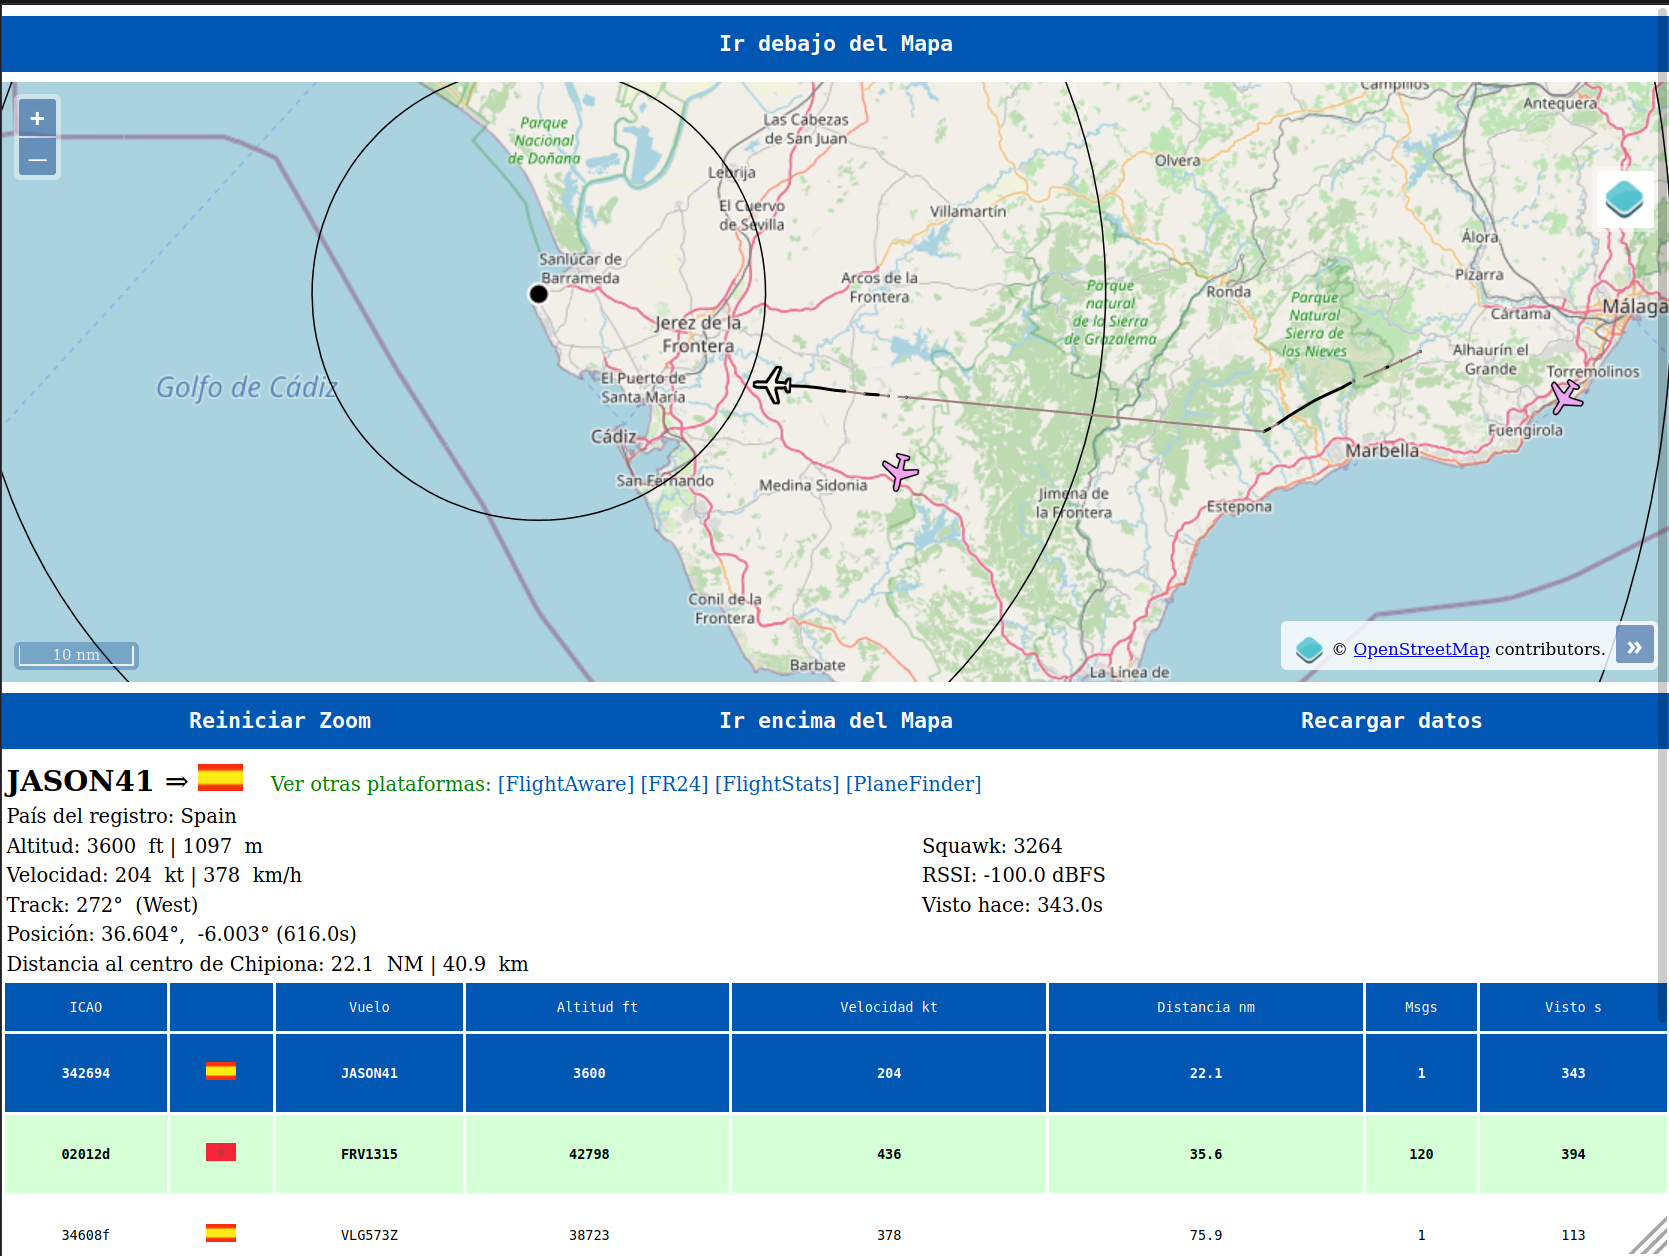 Ir debajo del Mapa
+
–
Campillos
Antequera
Las Cabezas
de San Juan
Parque
Nacional
de Doñana
Olvera
Lebrija
El Cuervo
de Sevilla
Villamartín
Álora
Sanlúcar de
Barrameda
Arcos de la
Frontera
Pizarra
Ronda
Parque
natural
de la Sierra
de Grazalema
Parque
Natural
Sierra de
las Nieves
Cártama
Málaga
Jerez de la
Frontera
Alhaurín el
Grande
Torremolinos
Golfo de Cádiz
El Puerto de
Santa María
Fuengirola
Cádiz
Marbella
San Fernando
Medina Sidonia
Jimena de
la Frontera
Estepona
Conil de la
Frontera
Barbate
La Línea de
10 nm
© OpenStreetMap contributors.
»
Reiniciar Zoom
Ir encima del Mapa
Recargar datos
JASON41 ⇒ Ver otras plataformas: [FlightAware] [FR24] [FlightStats] [PlaneFinder]
País del registro: Spain
Altitud: 3600 ft | 1097 m
Squawk: 3264
Velocidad: 204 kt | 378 km/h
RSSI: -100.0 dBFS
Track: 272° (West)
Visto hace: 343.0s
Posición: 36.604°, -6.003° (616.0s)
Distancia al centro de Chipiona: 22.1 NM | 40.9 km
ICAO Vuelo Altitud ft Velocidad kt Distancia nm Msgs Visto s
342694 JASON41 3600 204 22.1 1 343
02012d FRV1315 42798 436 35.6 120 394
34608f VLG573Z 38723 378 75.9 1 113